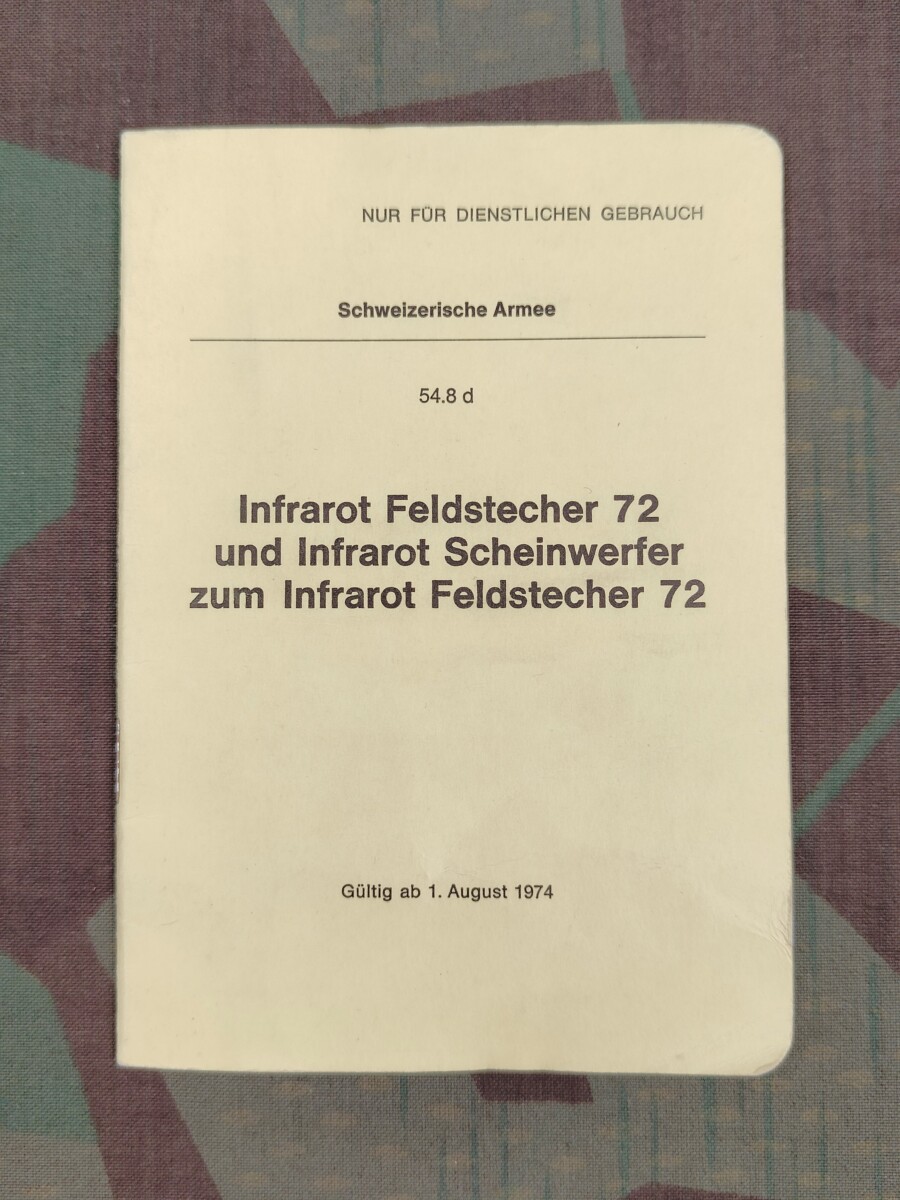 NUR FÜR DIENSTLICHEN GEBRAUCH
Schweizerische Armee
54.8 d
Infrarot Feldstecher 72
und Infrarot Scheinwerfer
zum Infrarot Feldstecher 72
Gültig ab 1. August 1974